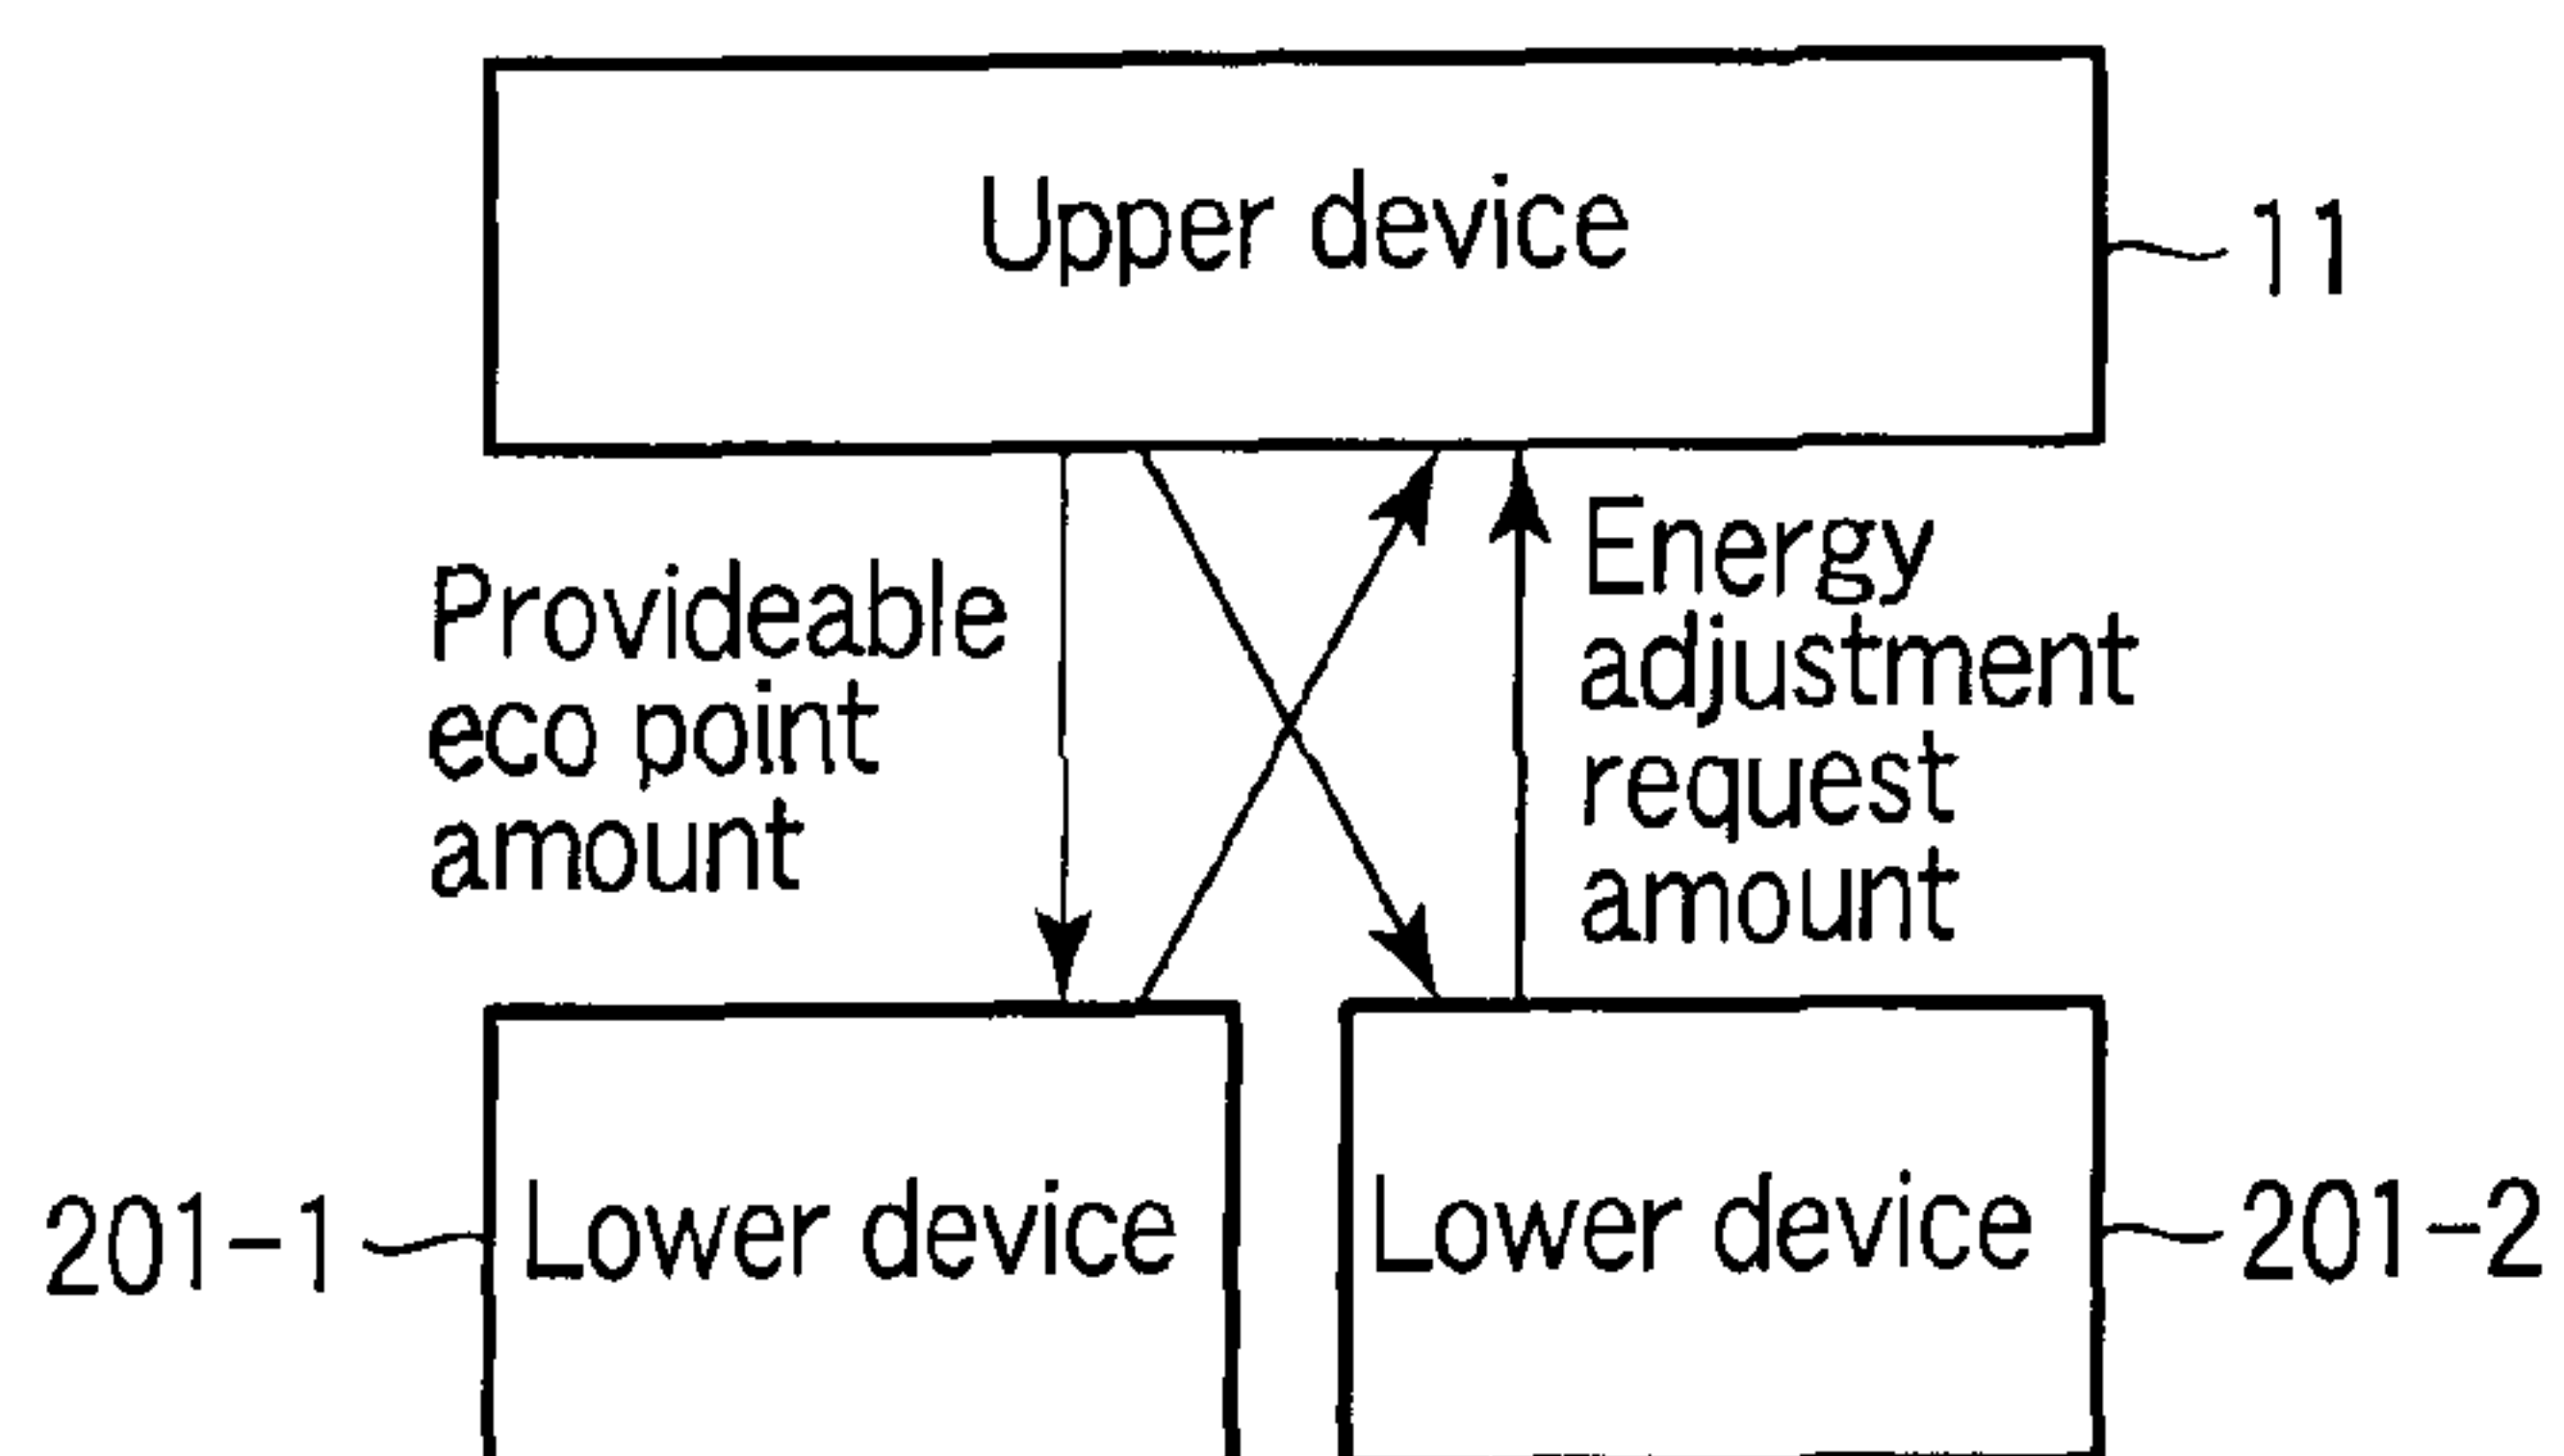 Upper device
11
Provideable
eco point
amount
Energy
adjustment
request
amount
201-1
Lower device
Lower device
201-2